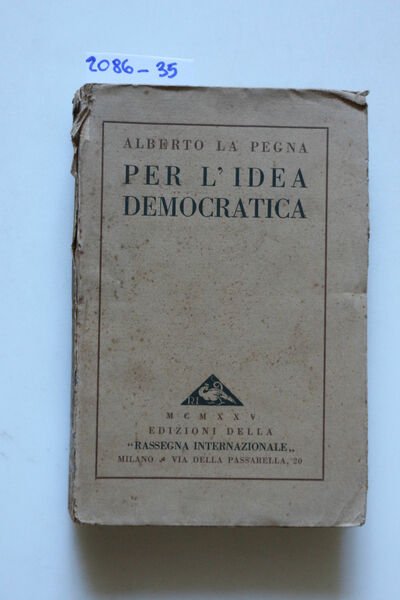 2086-35
ALBERTO LA PEGNA
PER L'IDEA
DEMOCRATICA
R.I.
MCMXXV
EDIZIONI DELLA
"RASSEGNA INTERNAZIONALE„
MILANO VIA DELLA PASSARELLA, 20